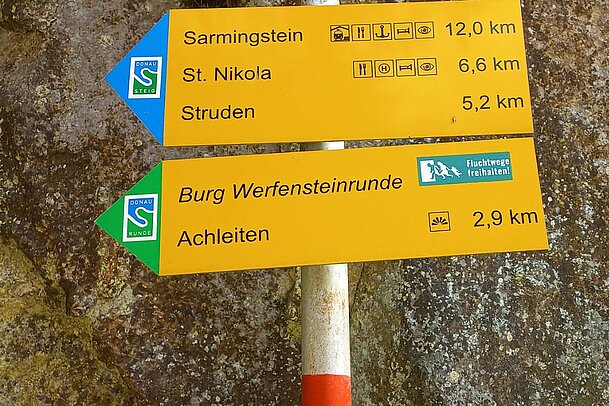 Sarmingstein 12,0 km
DONAU
STEIG
St. Nikola H 6,6 km
Struden 5,2 km
Fluchtwege
freihalten!
Burg Werfensteinrunde
DONAU
RUNDE
Achleiten 2,9 km